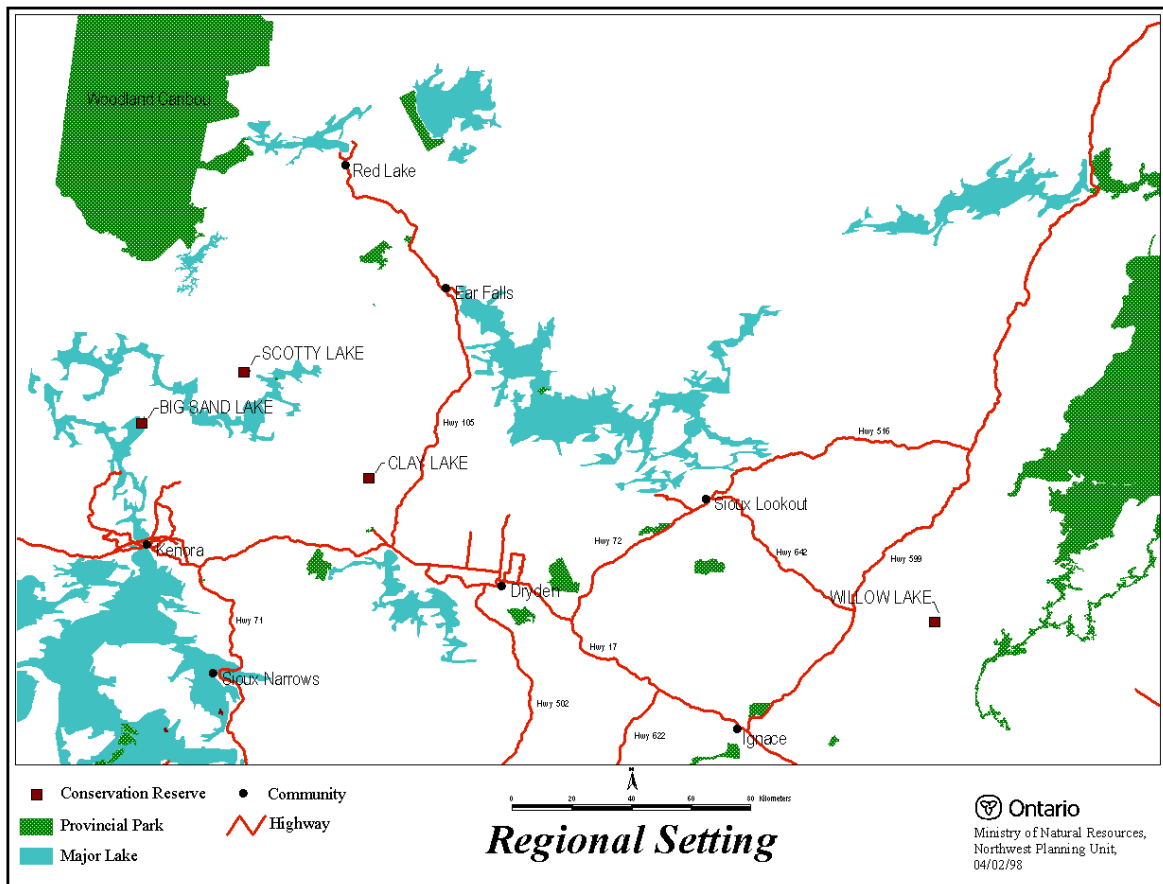 Woodland Caribou
Red Lake
Ear Falls
SCOTTY LAKE
BIG SAND LAKE
Hwy 105
Hwy 516
CLAY LAKE
Sioux Lookout
Kenora
Hwy 72
Hwy 642
Hwy 599
Dryden
WILLOW LAKE
Hwy 71
Hwy 17
Sioux Narrows
Hwy 502
Hwy 622
Ignace
Conservation Reserve
Community
Provincial Park
Highway
Major Lake
N
0 20 40 60 80 Kilometers
Regional Setting
Ontario
Ministry of Natural Resources,
Northwest Planning Unit,
04/02/98